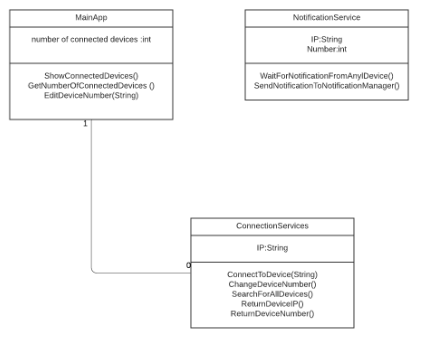 MainApp
number of connected devices :int
ShowConnectedDevices()
GetNumberOfConnectedDevices ()
EditDeviceNumber(String)
1
NotificationService
IP:String
Number:int
WaitForNotificationFromAnyIDevice()
SendNotificationToNotificationManager()
ConnectionServices
IP:String
0
ConnectToDevice(String)
ChangeDeviceNumber()
SearchForAllDevices()
ReturnDeviceIP()
ReturnDeviceNumber()